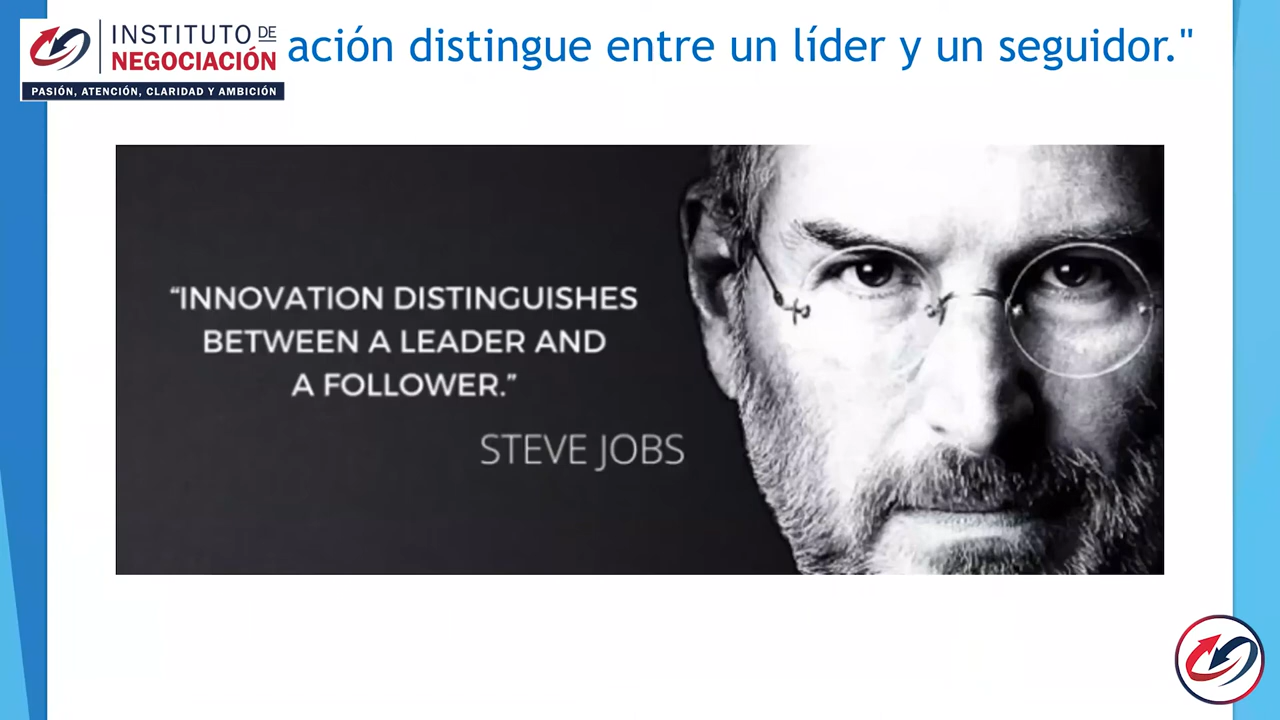 INSTITUTO DE
NEGOCIACIÓN
PASIÓN, ATENCIÓN, CLARIDAD Y AMBICIÓN
ación distingue entre un líder y un seguidor."
“INNOVATION DISTINGUISHES
BETWEEN A LEADER AND
A FOLLOWER.”
STEVE JOBS